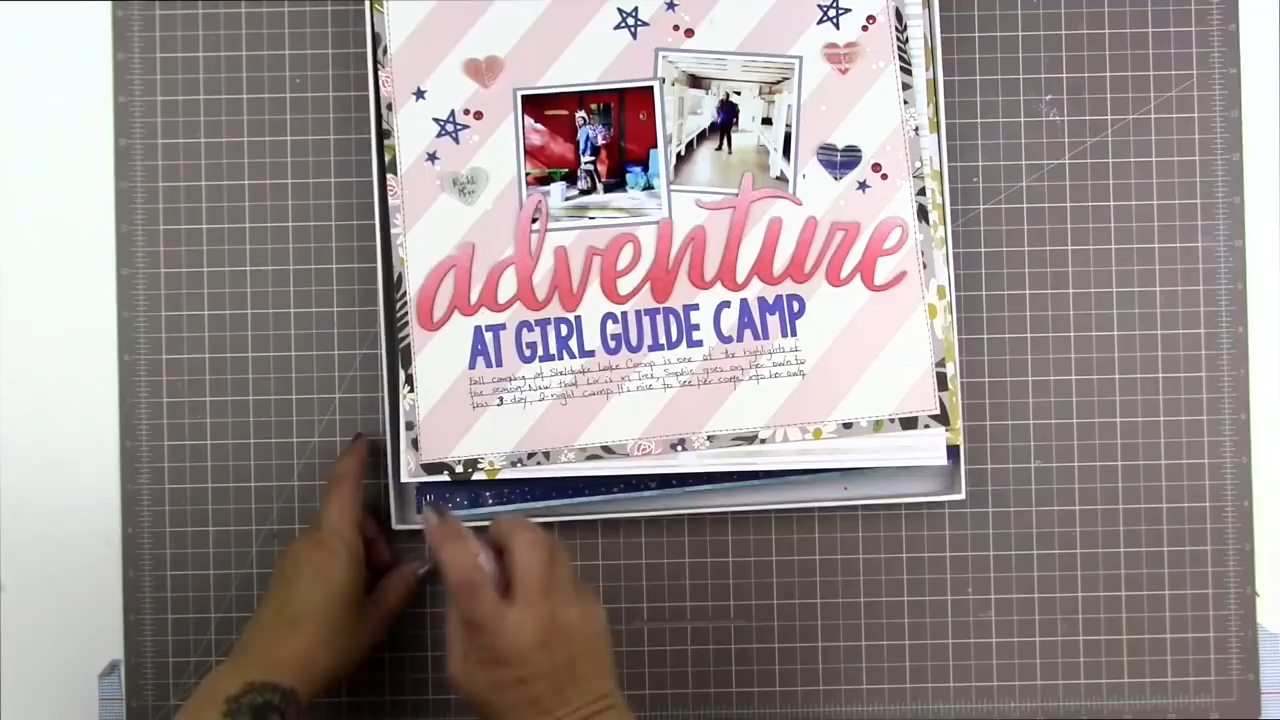 adventure
AT GIRL GUIDE CAMP
Fall camping at Sheldrake Lake Camp is one of the highlights of
the season. Now that Liv is in Trex, Sophie goes on her own to
this 3-day, 2-night camp. It's nice to see her come into her own.